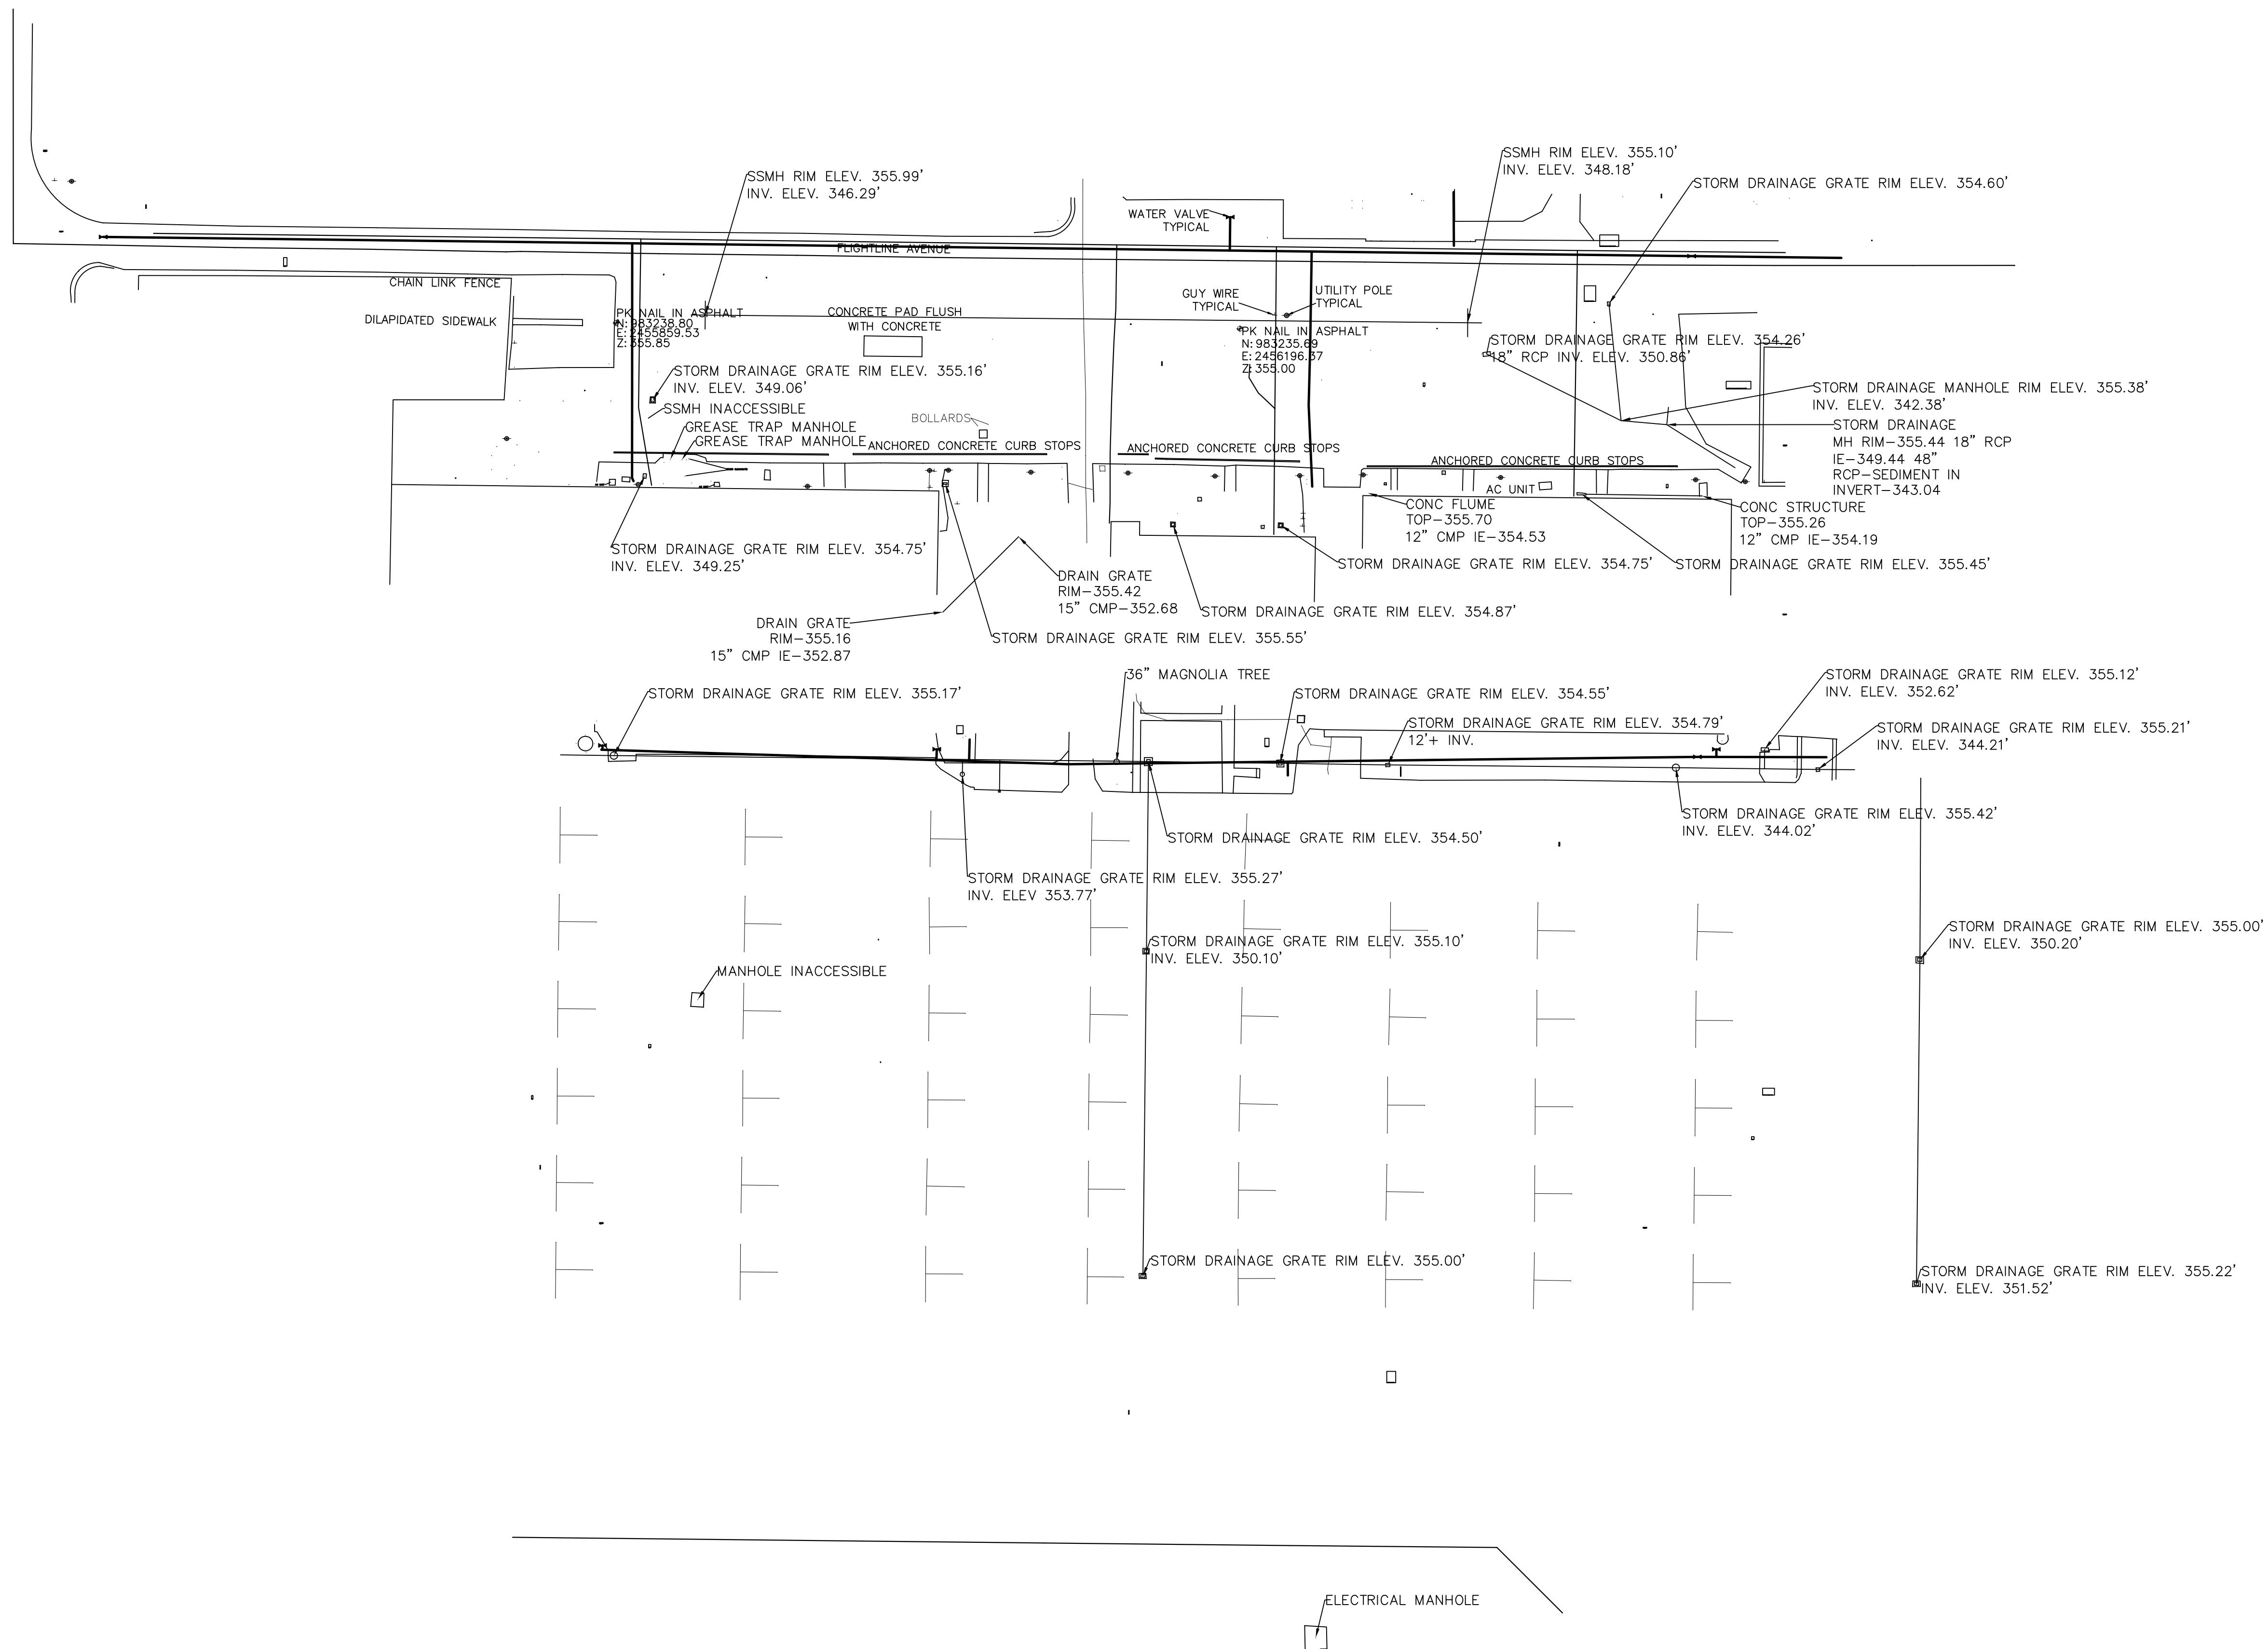 SSMH RIM ELEV. 355.10'
INV. ELEV. 348.18'
SSMH RIM ELEV. 355.99'
INV. ELEV. 346.29'
STORM DRAINAGE GRATE RIM ELEV. 354.60'
WATER VALVE
TYPICAL
FLIGHTLINE AVENUE
CHAIN LINK FENCE
DILAPIDATED SIDEWALK
PK NAIL IN ASPHALT
N: 983238.80
E: 2455859.53
Z: 355.85
CONCRETE PAD FLUSH
WITH CONCRETE
GUY WIRE
TYPICAL
UTILITY POLE
TYPICAL
PK NAIL IN ASPHALT
N: 983235.69
E: 2456196.37
Z: 355.00
STORM DRAINAGE GRATE RIM ELEV. 354.26'
18" RCP INV. ELEV. 350.86'
STORM DRAINAGE GRATE RIM ELEV. 355.16'
INV. ELEV. 349.06'
STORM DRAINAGE MANHOLE RIM ELEV. 355.38'
INV. ELEV. 342.38'
SSMH INACCESSIBLE
BOLLARDS
GREASE TRAP MANHOLE
GREASE TRAP MANHOLE
ANCHORED CONCRETE CURB STOPS
ANCHORED CONCRETE CURB STOPS
ANCHORED CONCRETE CURB STOPS
STORM DRAINAGE
MH RIM-355.44 18" RCP
IE-349.44 48"
RCP-SEDIMENT IN
INVERT-343.04
AC UNIT
CONC FLUME
TOP-355.70
12" CMP IE-354.53
CONC STRUCTURE
TOP-355.26
12" CMP IE-354.19
STORM DRAINAGE GRATE RIM ELEV. 354.75'
INV. ELEV. 349.25'
STORM DRAINAGE GRATE RIM ELEV. 354.75'
STORM DRAINAGE GRATE RIM ELEV. 355.45'
DRAIN GRATE
RIM-355.42
15" CMP-352.68
STORM DRAINAGE GRATE RIM ELEV. 354.87'
DRAIN GRATE
RIM-355.16
15" CMP IE-352.87
STORM DRAINAGE GRATE RIM ELEV. 355.55'
36" MAGNOLIA TREE
STORM DRAINAGE GRATE RIM ELEV. 355.12'
INV. ELEV. 352.62'
STORM DRAINAGE GRATE RIM ELEV. 355.17'
STORM DRAINAGE GRATE RIM ELEV. 354.55'
STORM DRAINAGE GRATE RIM ELEV. 354.79'
12'+ INV.
STORM DRAINAGE GRATE RIM ELEV. 355.21'
INV. ELEV. 344.21'
STORM DRAINAGE GRATE RIM ELEV. 355.42'
INV. ELEV. 344.02'
STORM DRAINAGE GRATE RIM ELEV. 354.50'
STORM DRAINAGE GRATE RIM ELEV. 355.27'
INV. ELEV 353.77'
STORM DRAINAGE GRATE RIM ELEV. 355.00'
INV. ELEV. 350.20'
STORM DRAINAGE GRATE RIM ELEV. 355.10'
INV. ELEV. 350.10'
MANHOLE INACCESSIBLE
STORM DRAINAGE GRATE RIM ELEV. 355.00'
STORM DRAINAGE GRATE RIM ELEV. 355.22'
INV. ELEV. 351.52'
ELECTRICAL MANHOLE